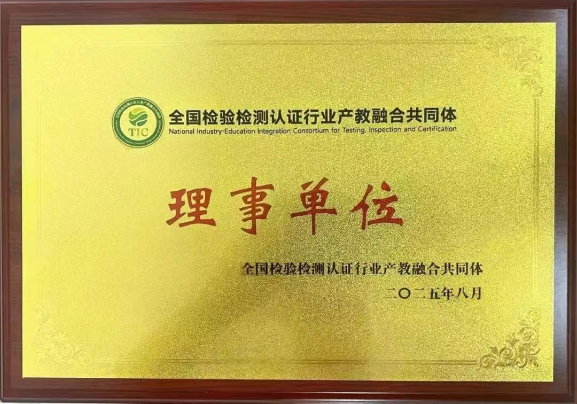 TIC
全国检验检测认证行业产教融合共同体
National Industry-Education Integration Consortium for Testing, Inspection and Certification
理事单位
全国检验检测认证行业产教融合共同体
二〇二五年八月